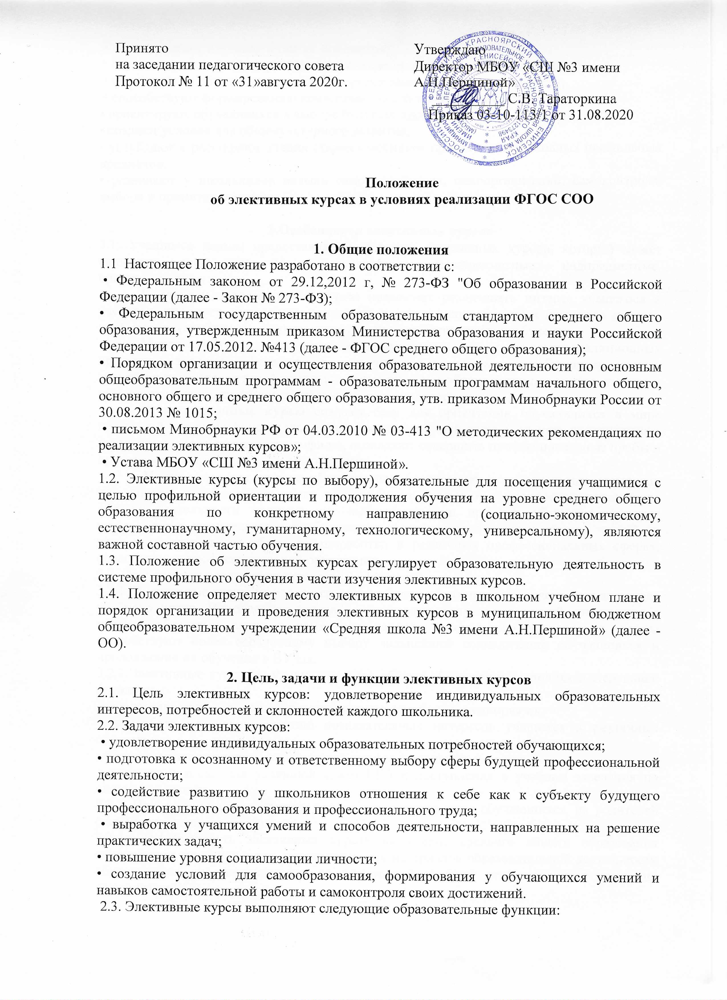 Принято
на заседании педагогического совета
Протокол № 11 от «31»августа 2020г.
Утверждаю
Директор МБОУ «СШ №3 имени
А.Н.Першиной»
С.В. Тараторкина
Приказ 03-10-113/1 от 31.08.2020
РОССИЙСКАЯ ФЕДЕРАЦИЯ * КРАСНОЯРСКИЙ КРАЙ * ГОРОД ЕНИСЕЙСК
Положение
об элективных курсах в условиях реализации ФГОС СОО
1. Общие положения
1.1 Настоящее Положение разработано в соответствии с:
• Федеральным законом от 29.12,2012 г, № 273-ФЗ "Об образовании в Российской
Федерации (далее - Закон № 273-ФЗ);
• Федеральным государственным образовательным стандартом среднего общего
образования, утвержденным приказом Министерства образования и науки Российской
Федерации от 17.05.2012. №413 (далее - ФГОС среднего общего образования);
• Порядком организации и осуществления образовательной деятельности по основным
общеобразовательным программам - образовательным программам начального общего,
основного общего и среднего общего образования, утв. приказом Минобрнауки России от
30.08.2013 № 1015;
• письмом Минобрнауки РФ от 04.03.2010 № 03-413 "О методических рекомендациях по
реализации элективных курсов»;
• Устава МБОУ «СШ №3 имени А.Н.Першиной».
1.2. Элективные курсы (курсы по выбору), обязательные для посещения учащимися с
целью профильной ориентации и продолжения обучения на уровне среднего общего
образования по конкретному направлению (социально-экономическому,
естественнонаучному, гуманитарному, технологическому, универсальному), являются
важной составной частью обучения.
1.3. Положение об элективных курсах регулирует образовательную деятельность в
системе профильного обучения в части изучения элективных курсов.
1.4. Положение определяет место элективных курсов в школьном учебном плане и
порядок организации и проведения элективных курсов в муниципальном бюджетном
общеобразовательном учреждении «Средняя школа №3 имени А.Н.Першиной» (далее -
ОО).
2. Цель, задачи и функции элективных курсов
2.1. Цель элективных курсов: удовлетворение индивидуальных образовательных
интересов, потребностей и склонностей каждого школьника.
2.2. Задачи элективных курсов:
• удовлетворение индивидуальных образовательных потребностей обучающихся;
• подготовка к осознанному и ответственному выбору сферы будущей профессиональной
деятельности;
• содействие развитию у школьников отношения к себе как к субъекту будущего
профессионального образования и профессионального труда;
• выработка у учащихся умений и способов деятельности, направленных на решение
практических задач;
• повышение уровня социализации личности;
• создание условий для самообразования, формирования у обучающихся умений и
навыков самостоятельной работы и самоконтроля своих достижений.
2.3. Элективные курсы выполняют следующие образовательные функции: